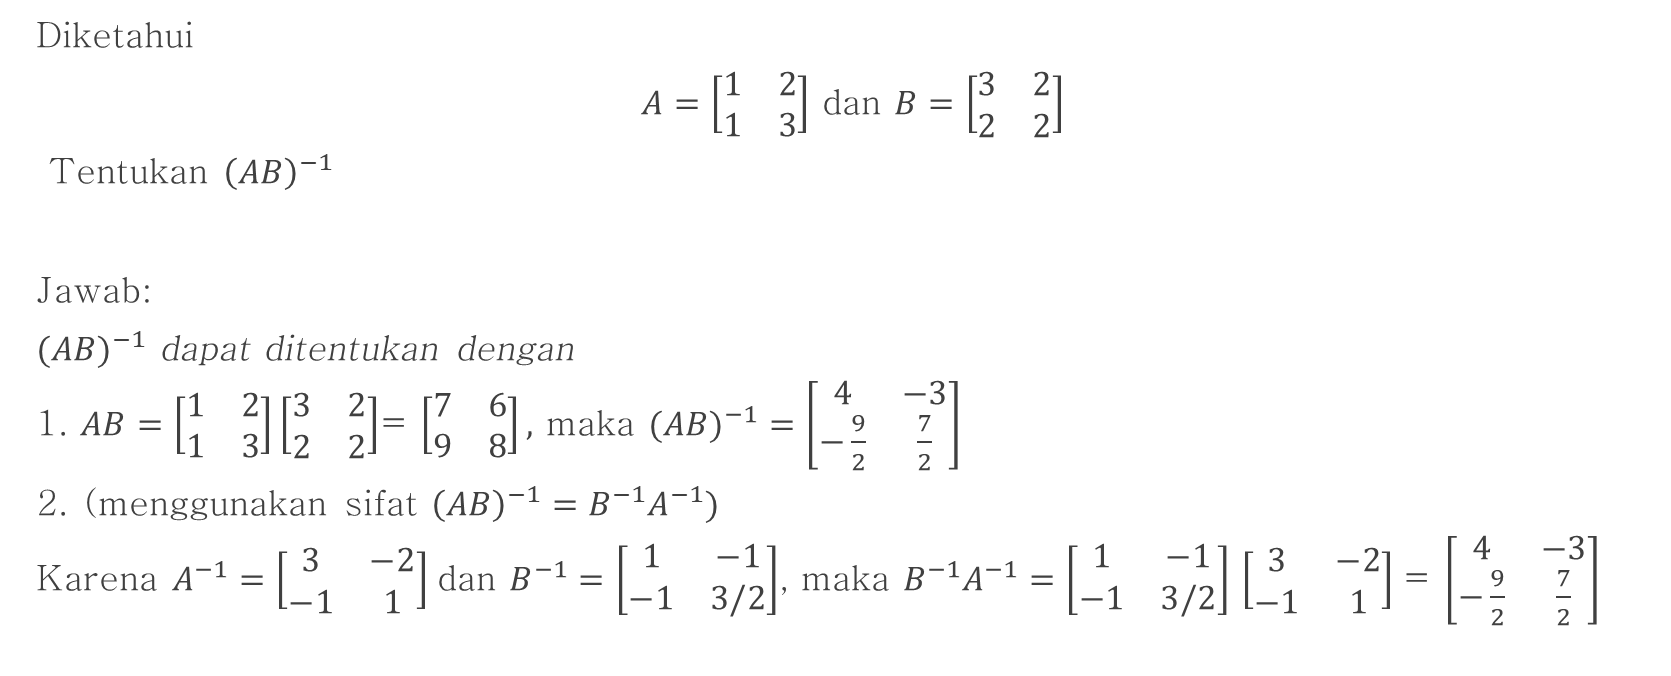 Diketahui
A = [1 2; 1 3] dan B = [3 2; 2 2]
Tentukan (AB)⁻¹
Jawab:
(AB)⁻¹ dapat ditentukan dengan
1. AB = [1 2; 1 3][3 2; 2 2] = [7 6; 9 8], maka (AB)⁻¹ = [4 −3; −9/2 7/2]
2. (menggunakan sifat (AB)⁻¹ = B⁻¹A⁻¹)
Karena A⁻¹ = [3 −2; −1 1] dan B⁻¹ = [1 −1; −1 3/2], maka B⁻¹A⁻¹ = [1 −1; −1 3/2][3 −2; −1 1] = [4 −3; −9/2 7/2]